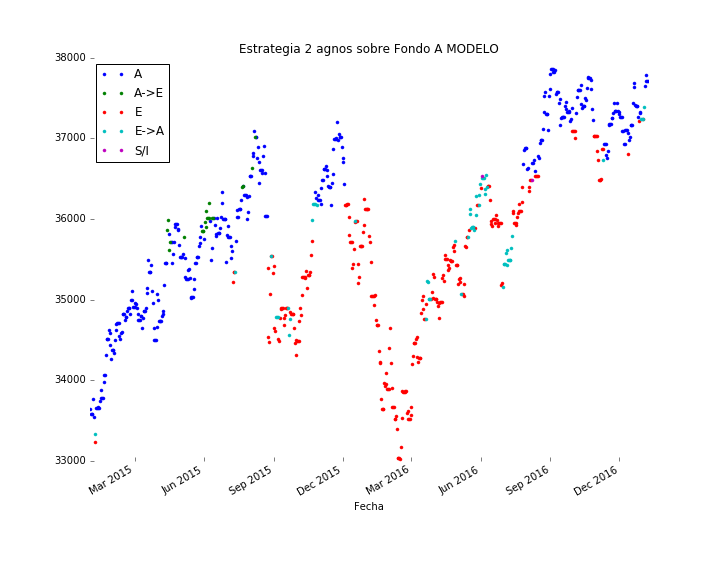 Estrategia 2 agnos sobre Fondo A MODELO
38000
37000
36000
35000
34000
33000
A
A->E
E
E->A
S/I
Mar 2015
Jun 2015
Sep 2015
Dec 2015
Mar 2016
Jun 2016
Sep 2016
Dec 2016
Fecha